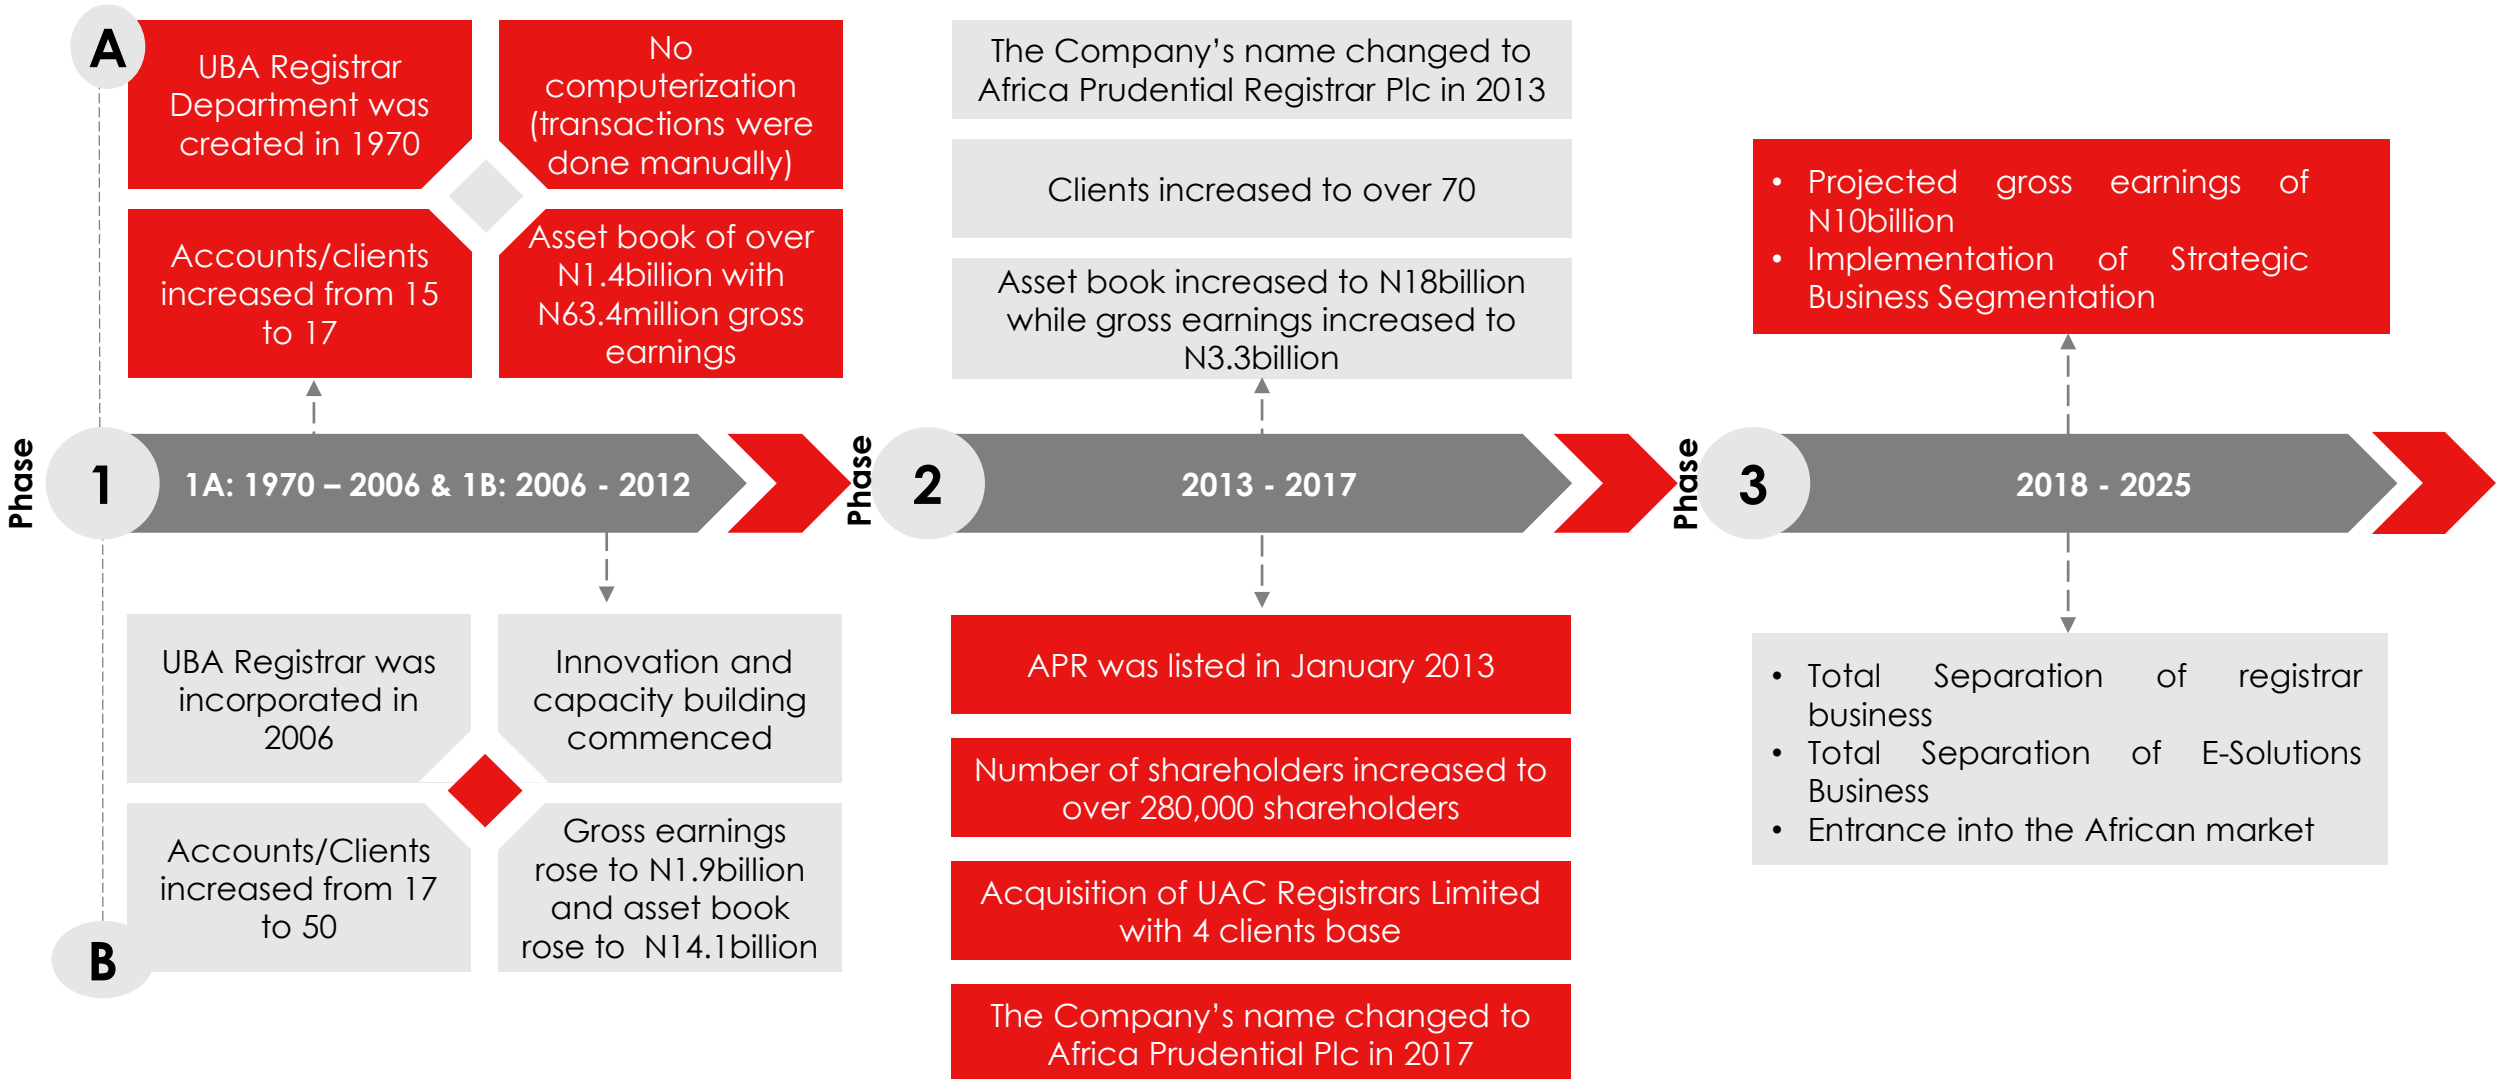 A
UBA Registrar
Department was
created in 1970
No
computerization
(transactions were
done manually)
Accounts/clients
increased from 15
to 17
Asset book of over
N1.4billion with
N63.4million gross
earnings
Phase
1
1A: 1970 – 2006 & 1B: 2006 - 2012
UBA Registrar was
incorporated in
2006
Innovation and
capacity building
commenced
Accounts/Clients
increased from 17
to 50
Gross earnings
rose to N1.9billion
and asset book
rose to N14.1billion
B
The Company’s name changed to
Africa Prudential Registrar Plc in 2013
Clients increased to over 70
Asset book increased to N18billion
while gross earnings increased to
N3.3billion
Phase
2
2013 - 2017
APR was listed in January 2013
Number of shareholders increased to
over 280,000 shareholders
Acquisition of UAC Registrars Limited
with 4 clients base
The Company’s name changed to
Africa Prudential Plc in 2017
• Projected gross earnings of
N10billion
• Implementation of Strategic
Business Segmentation
Phase
3
2018 - 2025
• Total Separation of registrar
business
• Total Separation of E-Solutions
Business
• Entrance into the African market